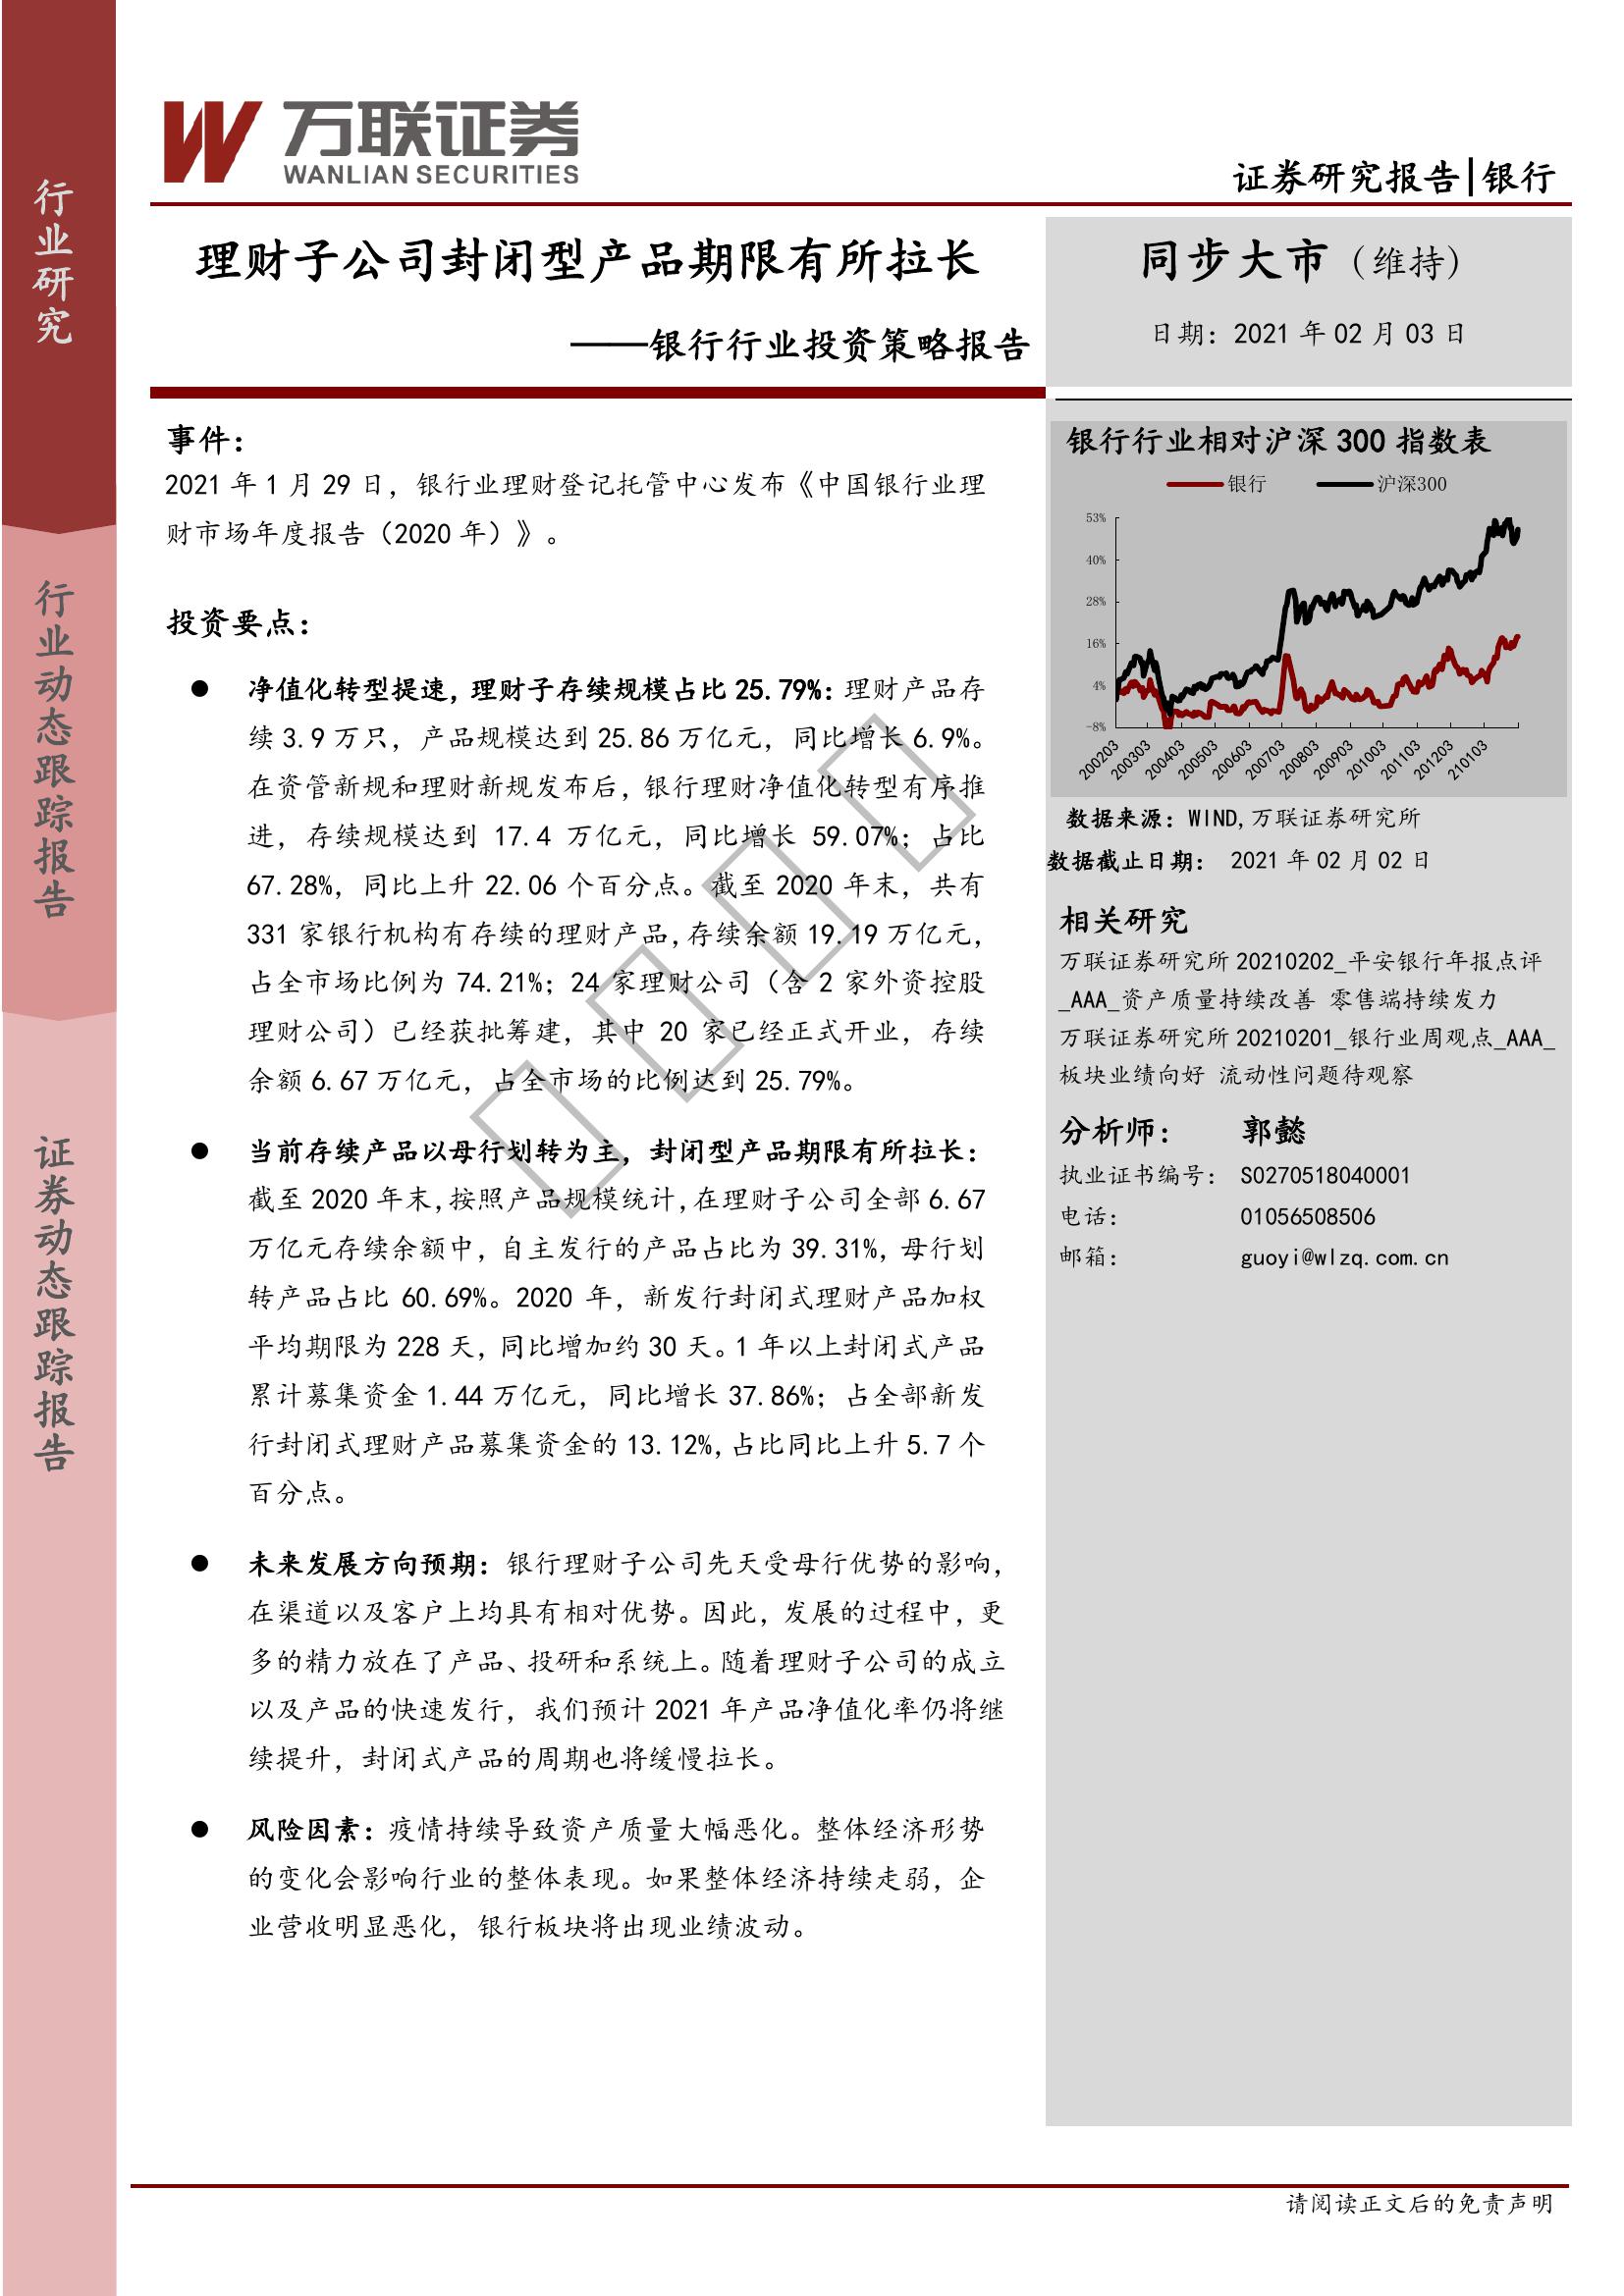 行业研究
行业动态跟踪报告
证券动态跟踪报告
万联证券
WANLIAN SECURITIES
证券研究报告|银行
理财子公司封闭型产品期限有所拉长
——银行行业投资策略报告
同步大市（维持）
日期：2021 年 02 月 03 日
事件：
2021 年 1 月 29 日，银行业理财登记托管中心发布《中国银行业理
财市场年度报告（2020 年）》。
投资要点：
● 净值化转型提速，理财子存续规模占比 25.79%：理财产品存
续 3.9 万只，产品规模达到 25.86 万亿元，同比增长 6.9%。
在资管新规和理财新规发布后，银行理财净值化转型有序推
进，存续规模达到 17.4 万亿元，同比增长 59.07%；占比
67.28%，同比上升 22.06 个百分点。截至 2020 年末，共有
331 家银行机构有存续的理财产品，存续余额 19.19 万亿元，
占全市场比例为 74.21%；24 家理财公司（含 2 家外资控股
理财公司）已经获批筹建，其中 20 家已经正式开业，存续
余额 6.67 万亿元，占全市场的比例达到 25.79%。
● 当前存续产品以母行划转为主，封闭型产品期限有所拉长：
截至 2020 年末，按照产品规模统计，在理财子公司全部 6.67
万亿元存续余额中，自主发行的产品占比为 39.31%，母行划
转产品占比 60.69%。2020 年，新发行封闭式理财产品加权
平均期限为 228 天，同比增加约 30 天。1 年以上封闭式产品
累计募集资金 1.44 万亿元，同比增长 37.86%；占全部新发
行封闭式理财产品募集资金的 13.12%，占比同比上升 5.7 个
百分点。
● 未来发展方向预期：银行理财子公司先天受母行优势的影响，
在渠道以及客户上均具有相对优势。因此，发展的过程中，更
多的精力放在了产品、投研和系统上。随着理财子公司的成立
以及产品的快速发行，我们预计 2021 年产品净值化率仍将继
续提升，封闭式产品的周期也将缓慢拉长。
● 风险因素：疫情持续导致资产质量大幅恶化。整体经济形势
的变化会影响行业的整体表现。如果整体经济持续走弱，企
业营收明显恶化，银行板块将出现业绩波动。
银行行业相对沪深 300 指数表
银行 沪深300
53%
40%
28%
16%
4%
-8%
200203 200303 200403 200503 200603 200703 200803 200903 201003 201103 201203 210103
数据来源：WIND,万联证券研究所
数据截止日期： 2021 年 02 月 02 日
相关研究
万联证券研究所 20210202_平安银行年报点评
_AAA_资产质量持续改善 零售端持续发力
万联证券研究所 20210201_银行业周观点_AAA_
板块业绩向好 流动性问题待观察
分析师： 郭懿
执业证书编号： S0270518040001
电话： 01056508506
邮箱： guoyi@wlzq.com.cn
请阅读正文后的免责声明